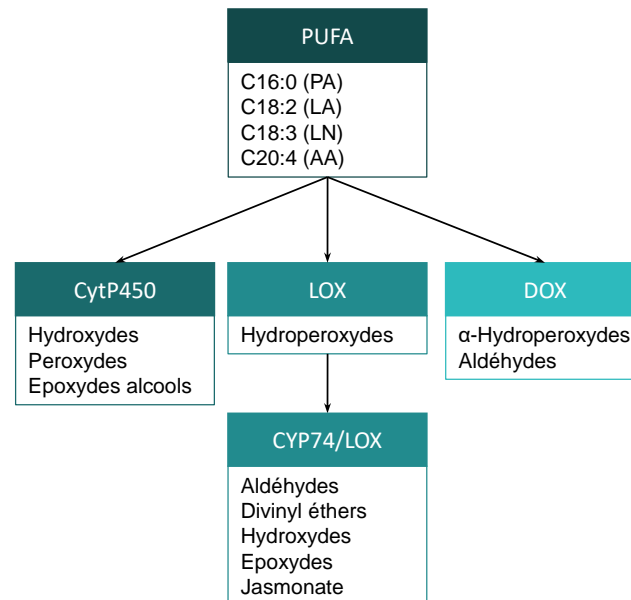 PUFA
C16:0 (PA)
C18:2 (LA)
C18:3 (LN)
C20:4 (AA)
CytP450
Hydroxydes
Peroxydes
Epoxydes alcools
LOX
Hydroperoxydes
DOX
α-Hydroperoxydes
Aldéhydes
CYP74/LOX
Aldéhydes
Divinyl éthers
Hydroxydes
Epoxydes
Jasmonate